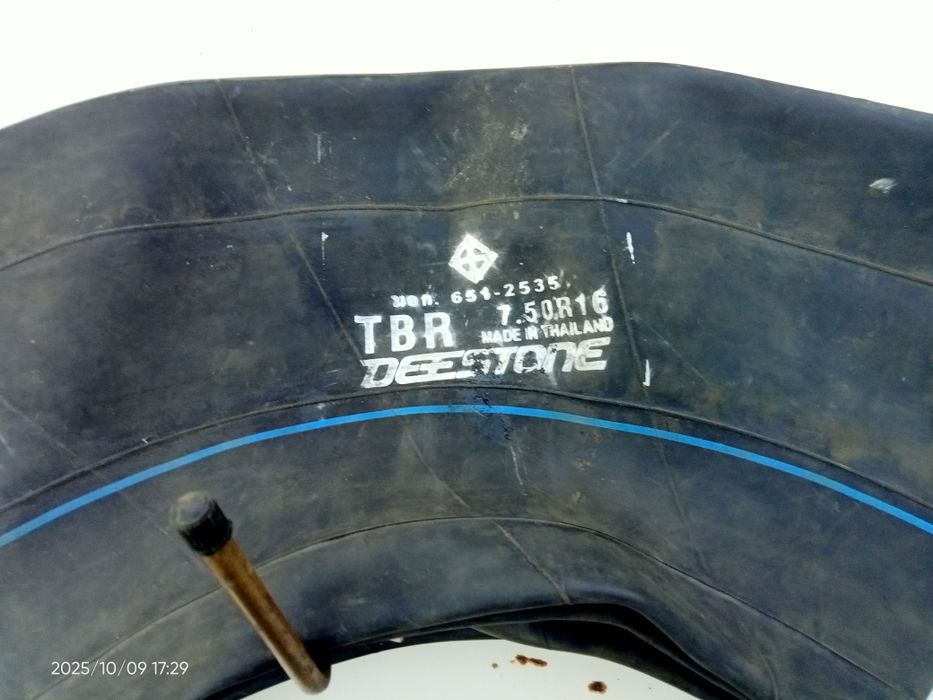 มอก. 651-2535
TBR 7.50R16
MADE IN THAILAND
DEESTONE
2025/10/09 17:29